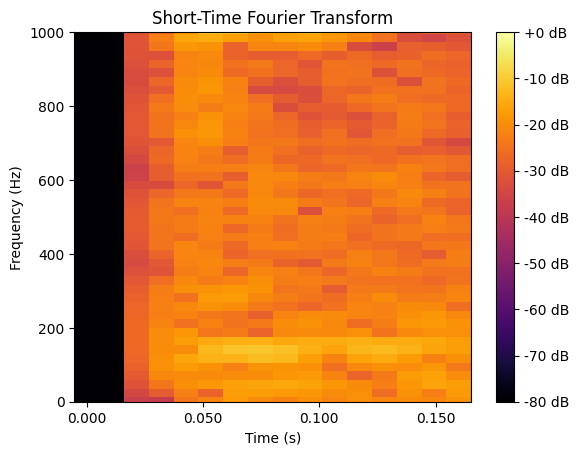 Short-Time Fourier Transform
Frequency (Hz)
1000
800
600
400
200
0
0.000
0.050
0.100
0.150
Time (s)
+0 dB
-10 dB
-20 dB
-30 dB
-40 dB
-50 dB
-60 dB
-70 dB
-80 dB